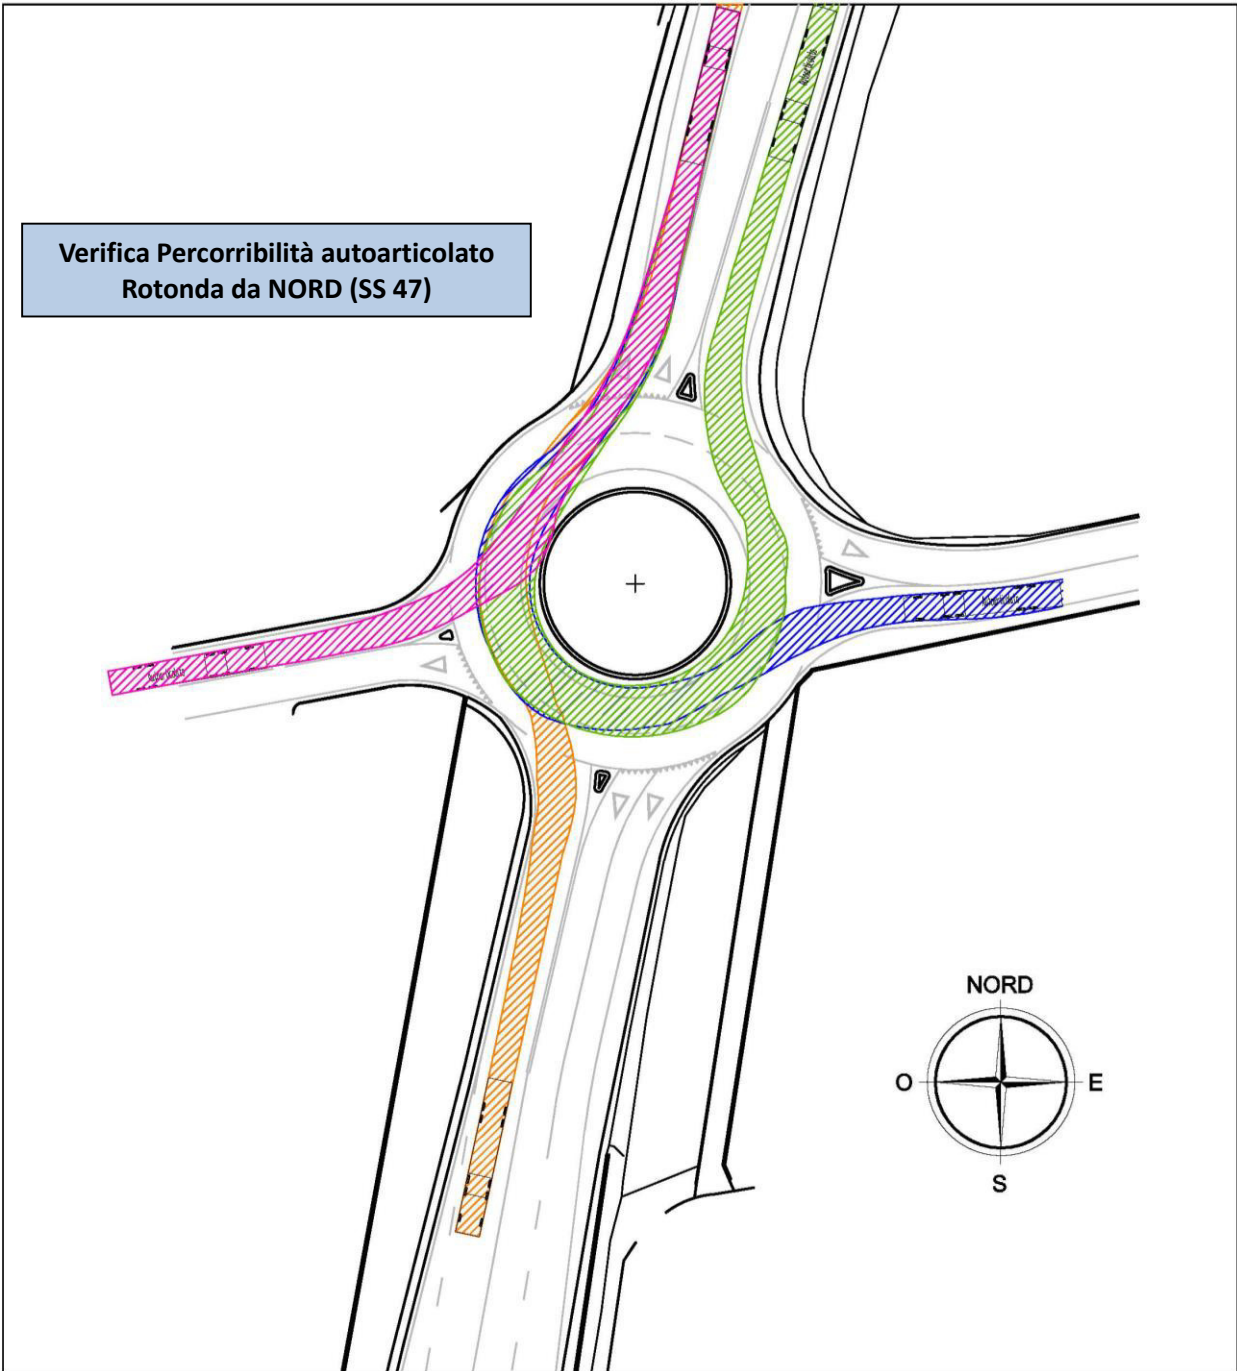 Verifica Percorribilità autoarticolato
Rotonda da NORD (SS 47)
NORD
O
E
S